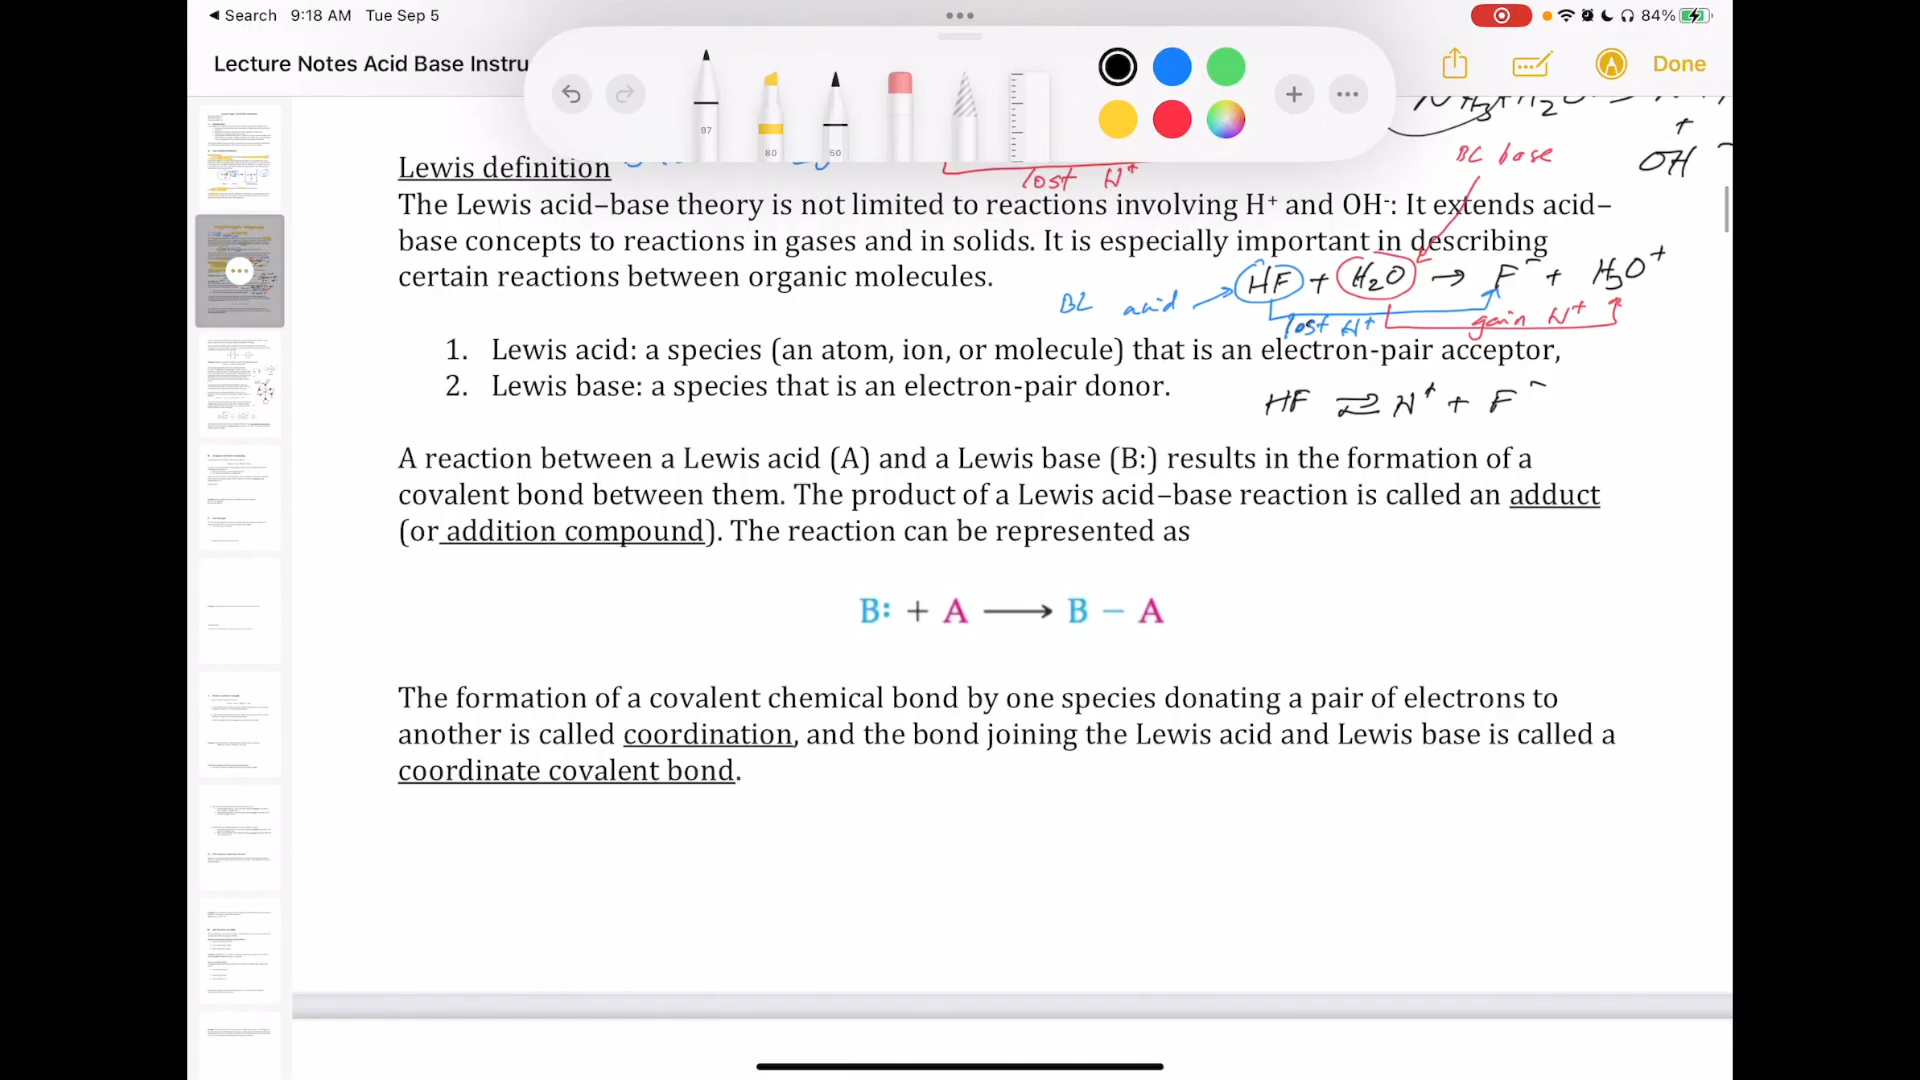 Search 9:18 AM Tue Sep 5
84%
Lecture Notes Acid Base Instru
97
80
50
Done
+
OH⁻
BL base
lost H⁺
Lewis definition
The Lewis acid–base theory is not limited to reactions involving H⁺ and OH⁻: It extends acid–
base concepts to reactions in gases and in solids. It is especially important in describing
certain reactions between organic molecules.
HF + H₂O → F⁻ + H₃O⁺
BL acid
lost H⁺
gain H⁺
1. Lewis acid: a species (an atom, ion, or molecule) that is an electron-pair acceptor,
2. Lewis base: a species that is an electron-pair donor.
HF ⇌ H⁺ + F⁻
A reaction between a Lewis acid (A) and a Lewis base (B:) results in the formation of a
covalent bond between them. The product of a Lewis acid–base reaction is called an adduct
(or addition compound). The reaction can be represented as
B: + A ⟶ B – A
The formation of a covalent chemical bond by one species donating a pair of electrons to
another is called coordination, and the bond joining the Lewis acid and Lewis base is called a
coordinate covalent bond.